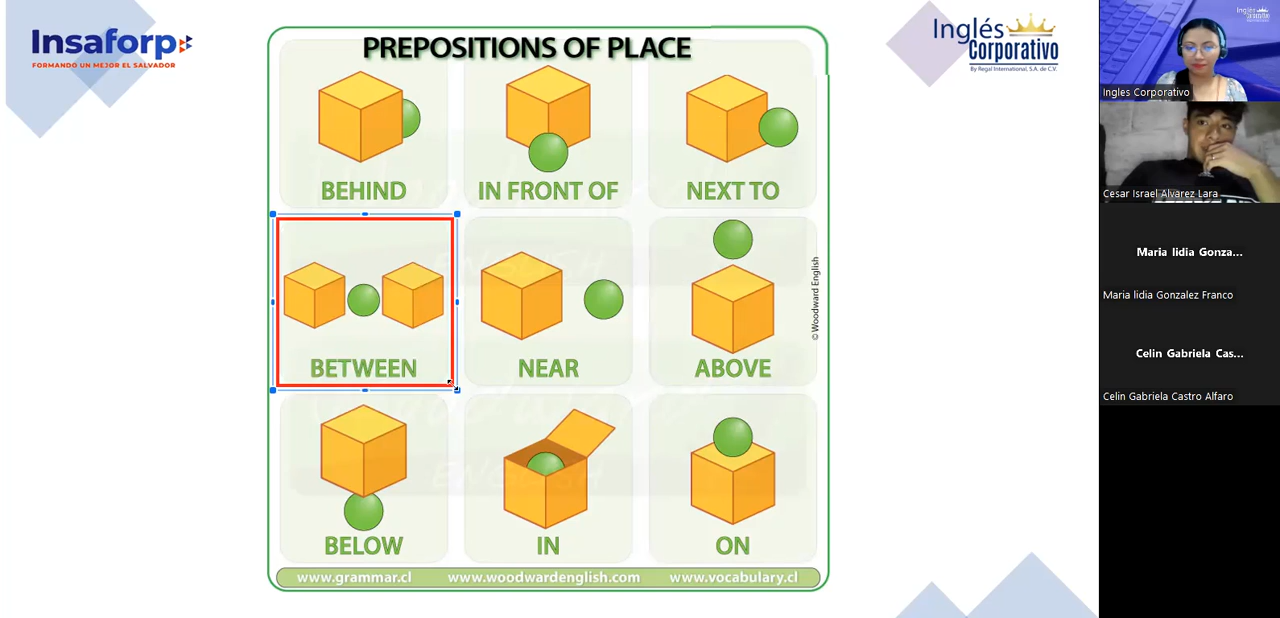 Insaforp
FORMANDO UN MEJOR EL SALVADOR
Inglés
Corporativo
By Regal International, S.A. de C.V.
PREPOSITIONS OF PLACE
BEHIND
IN FRONT OF
NEXT TO
BETWEEN
NEAR
ABOVE
© Woodward English
BELOW
IN
ON
www.grammar.cl
www.woodwardenglish.com
www.vocabulary.cl
Ingles Corporativo
Cesar Israel Alvarez Lara
Maria lidia Gonza...
Maria lidia Gonzalez Franco
Celin Gabriela Cas...
Celin Gabriela Castro Alfaro